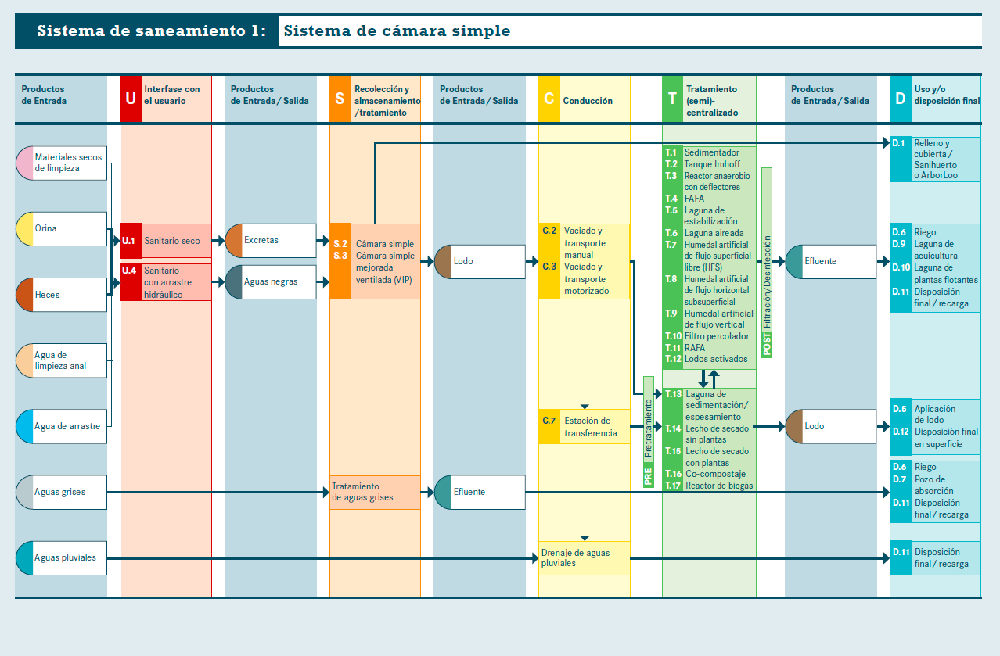 Sistema de saneamiento 1: Sistema de cámara simple
Productos
de Entrada
U
Interfase con
el usuario
Productos
de Entrada / Salida
S
Recolección y
almacenamiento
/tratamiento
Productos
de Entrada / Salida
C
Conducción
T
Tratamiento
(semi)-
centralizado
Productos
de Entrada / Salida
D
Uso y/o
disposición final
Materiales secos
de limpieza
Orina
Heces
Agua de
limpieza anal
Agua de arrastre
Aguas grises
Aguas pluviales
U.1 Sanitario seco
U.4 Sanitario
con arrastre
hidráulico
Excretas
Aguas negras
S.2 Cámara simple
S.3 Cámara simple
mejorada
ventilada (VIP)
Tratamiento
de aguas grises
Lodo
Efluente
C.2 Vaciado y
transporte
manual
C.3 Vaciado y
transporte
motorizado
C.7 Estación de
transferencia
Drenaje de aguas
pluviales
PRE Pretratamiento
T.1 Sedimentador
T.2 Tanque Imhoff
T.3 Reactor anaerobio
con deflectores
T.4 FAFA
T.5 Laguna de
estabilización
T.6 Laguna aireada
T.7 Humedal artificial
de flujo superficial
libre (HFS)
T.8 Humedal artificial
de flujo horizontal
subsuperficial
T.9 Humedal artificial
de flujo vertical
T.10 Filtro percolador
T.11 RAFA
T.12 Lodos activados
T.13 Laguna de
sedimentación/
espesamiento
T.14 Lecho de secado
sin plantas
T.15 Lecho de secado
con plantas
T.16 Co-compostaje
T.17 Reactor de biogás
POST Filtración/Desinfección
Efluente
Lodo
D.1 Relleno y
cubierta /
Sanihuerto
o ArborLoo
D.6 Riego
D.9 Laguna de
acuicultura
D.10 Laguna de
plantas flotantes
D.11 Disposición
final / recarga
D.5 Aplicación
de lodo
D.12 Disposición final
en superficie
D.6 Riego
D.7 Pozo de
absorción
D.11 Disposición
final / recarga
D.11 Disposición
final / recarga